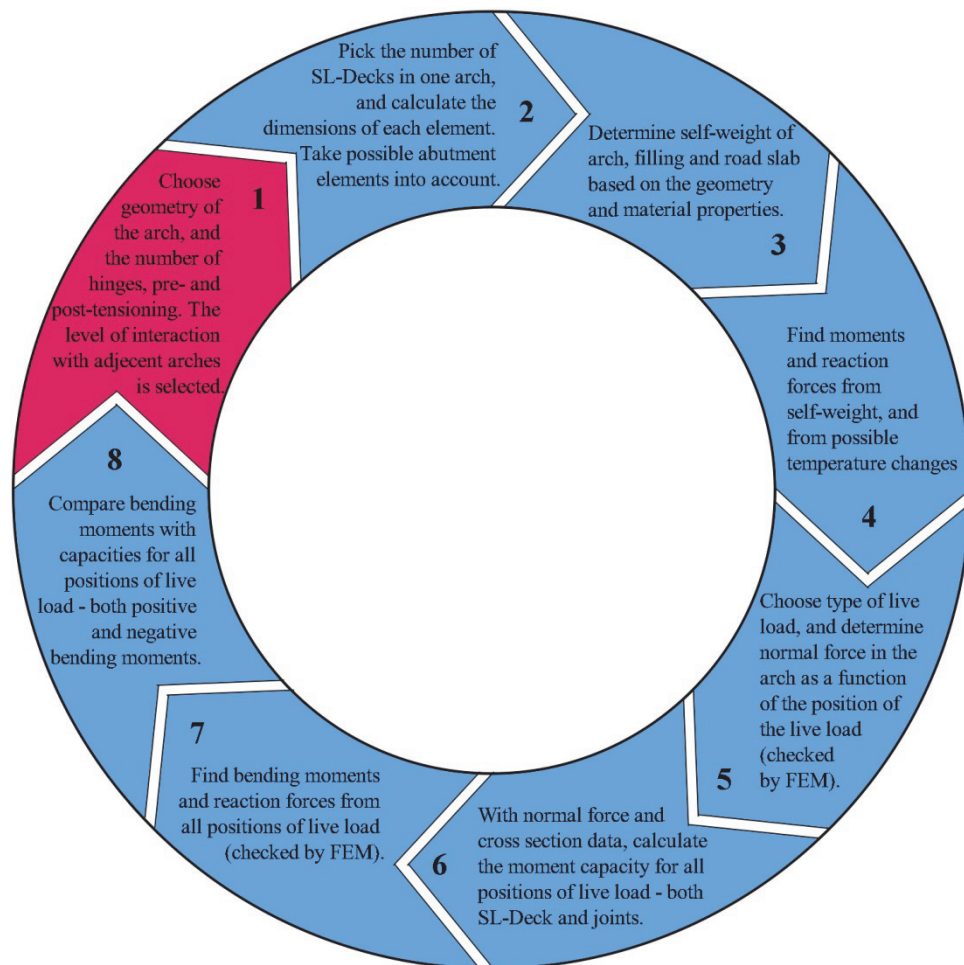 1
Choose
geometry of
the arch, and
the number of
hinges, pre- and
post-tensioning. The
level of interaction
with adjecent arches
is selected.
2
Pick the number of
SL-Decks in one arch,
and calculate the
dimensions of each element.
Take possible abutment
elements into account.
Determine self-weight of
arch, filling and road slab
based on the geometry
and material properties.
3
Find moments
and reaction
forces from
self-weight, and
from possible
temperature changes
4
Choose type of live
load, and determine
normal force in the
arch as a function
of the position of
the live load
(checked
by FEM).
5
With normal force and
cross section data, calculate
the moment capacity for all
positions of live load - both
SL-Deck and joints.
6
7
Find bending moments
and reaction forces from
all positions of live load
(checked by FEM).
8
Compare bending
moments with
capacities for all
positions of live
load - both positive
and negative
bending moments.